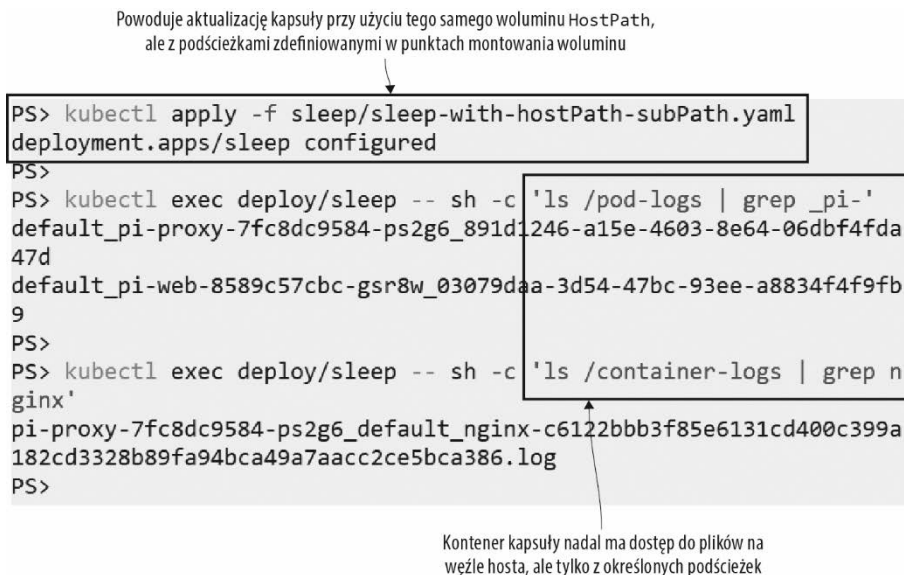 Powoduje aktualizację kapsuły przy użyciu tego samego woluminu HostPath,
ale z podścieżkami zdefiniowanymi w punktach montowania woluminu
PS> kubectl apply -f sleep/sleep-with-hostPath-subPath.yaml
deployment.apps/sleep configured
PS>
PS> kubectl exec deploy/sleep -- sh -c 'ls /pod-logs | grep _pi-'
default_pi-proxy-7fc8dc9584-ps2g6_891d1246-a15e-4603-8e64-06dbf4fda
47d
default_pi-web-8589c57cbc-gsr8w_03079daa-3d54-47bc-93ee-a8834f4f9fb
9
PS>
PS> kubectl exec deploy/sleep -- sh -c 'ls /container-logs | grep n
ginx'
pi-proxy-7fc8dc9584-ps2g6_default_nginx-c6122bbb3f85e6131cd400c399a
182cd3328b89fa94bca49a7aacc2ce5bca386.log
PS>
Kontener kapsuły nadal ma dostęp do plików na
węźle hosta, ale tylko z określonych podścieżek